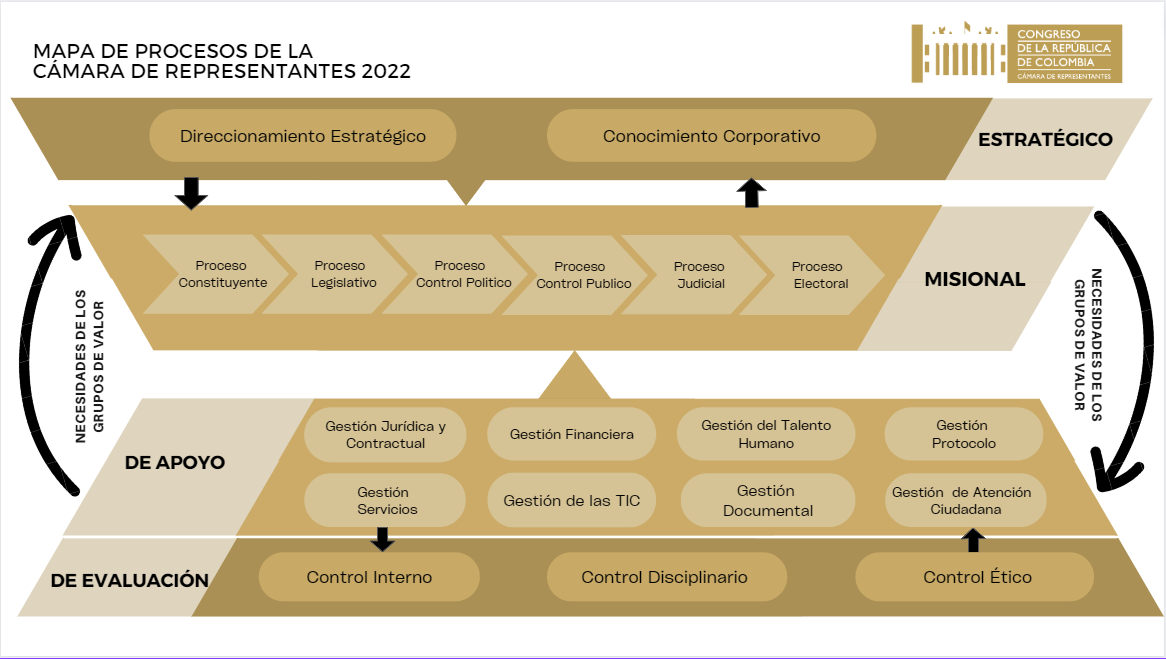 MAPA DE PROCESOS DE LA
CÁMARA DE REPRESENTANTES 2022
CONGRESO
DE LA REPÚBLICA
DE COLOMBIA
CÁMARA DE REPRESENTANTES
Direccionamiento Estratégico
Conocimiento Corporativo
ESTRATÉGICO
Proceso
Constituyente
Proceso
Legislativo
Proceso
Control Politico
Proceso
Control Publico
Proceso
Judicial
Proceso
Electoral
MISIONAL
NECESIDADES DE LOS
GRUPOS DE VALOR
NECESIDADES DE LOS
GRUPOS DE VALOR
DE APOYO
Gestión Jurídica y
Contractual
Gestión Financiera
Gestión del Talento
Humano
Gestión
Protocolo
Gestión
Servicios
Gestión de las TIC
Gestión
Documental
Gestión de Atención
Ciudadana
DE EVALUACIÓN
Control Interno
Control Disciplinario
Control Ético